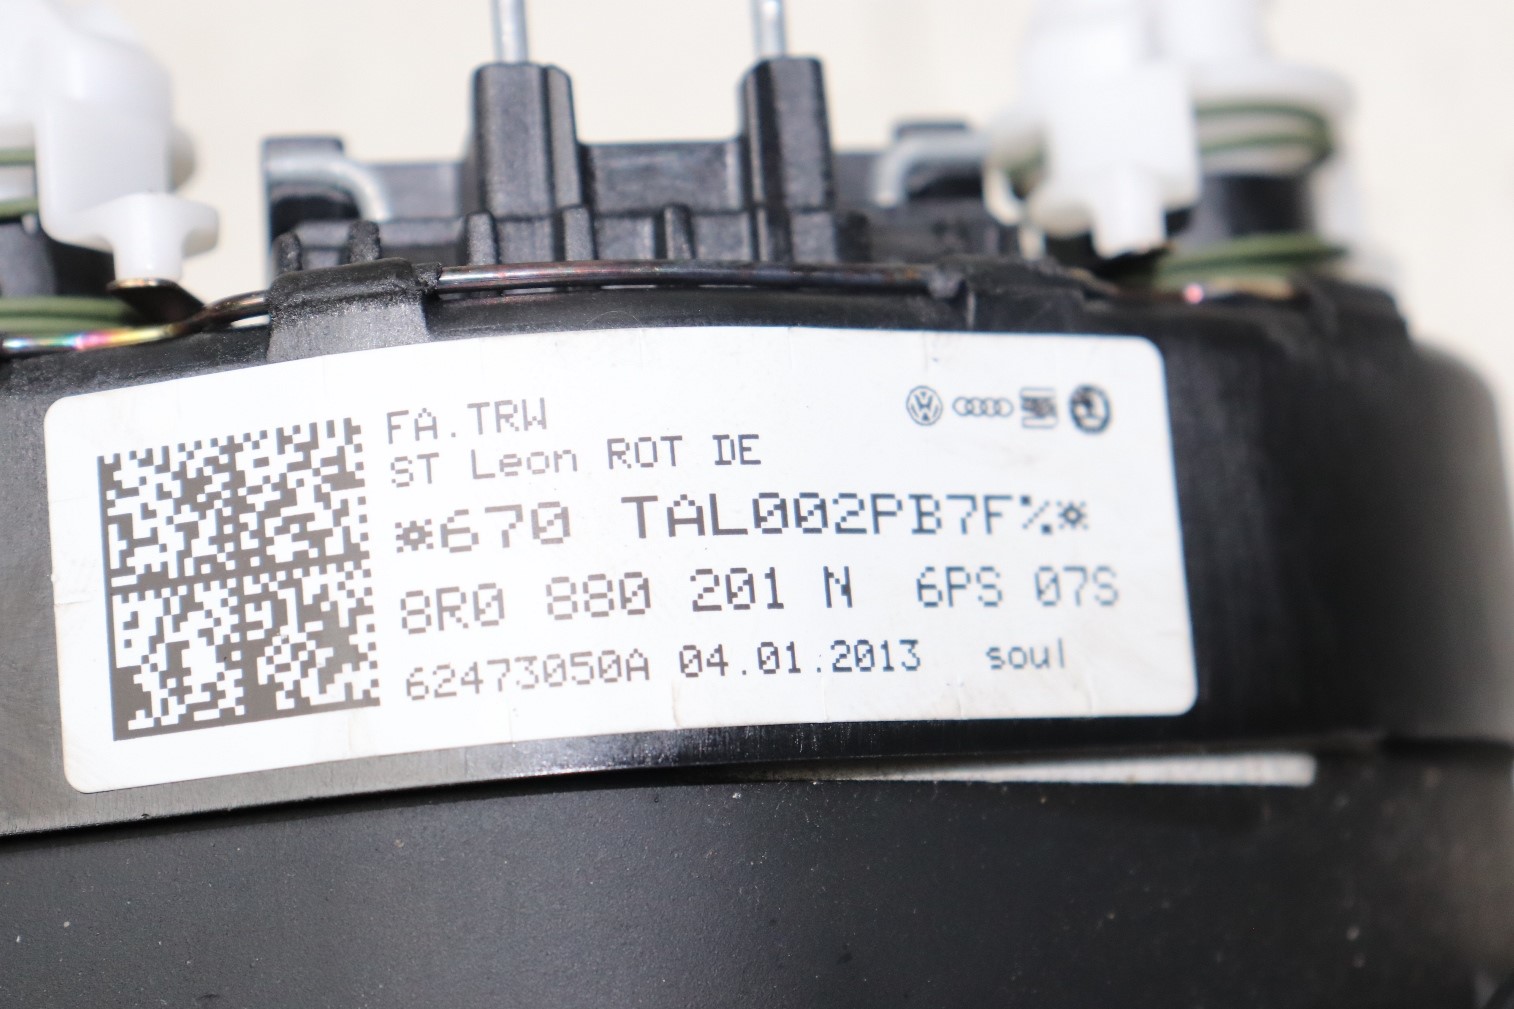 FA.TRW
ST Leon ROT DE
*670 TAL002PB7F%*
8R0 880 201 N 6PS 07S
62473050A 04.01.2013 soul